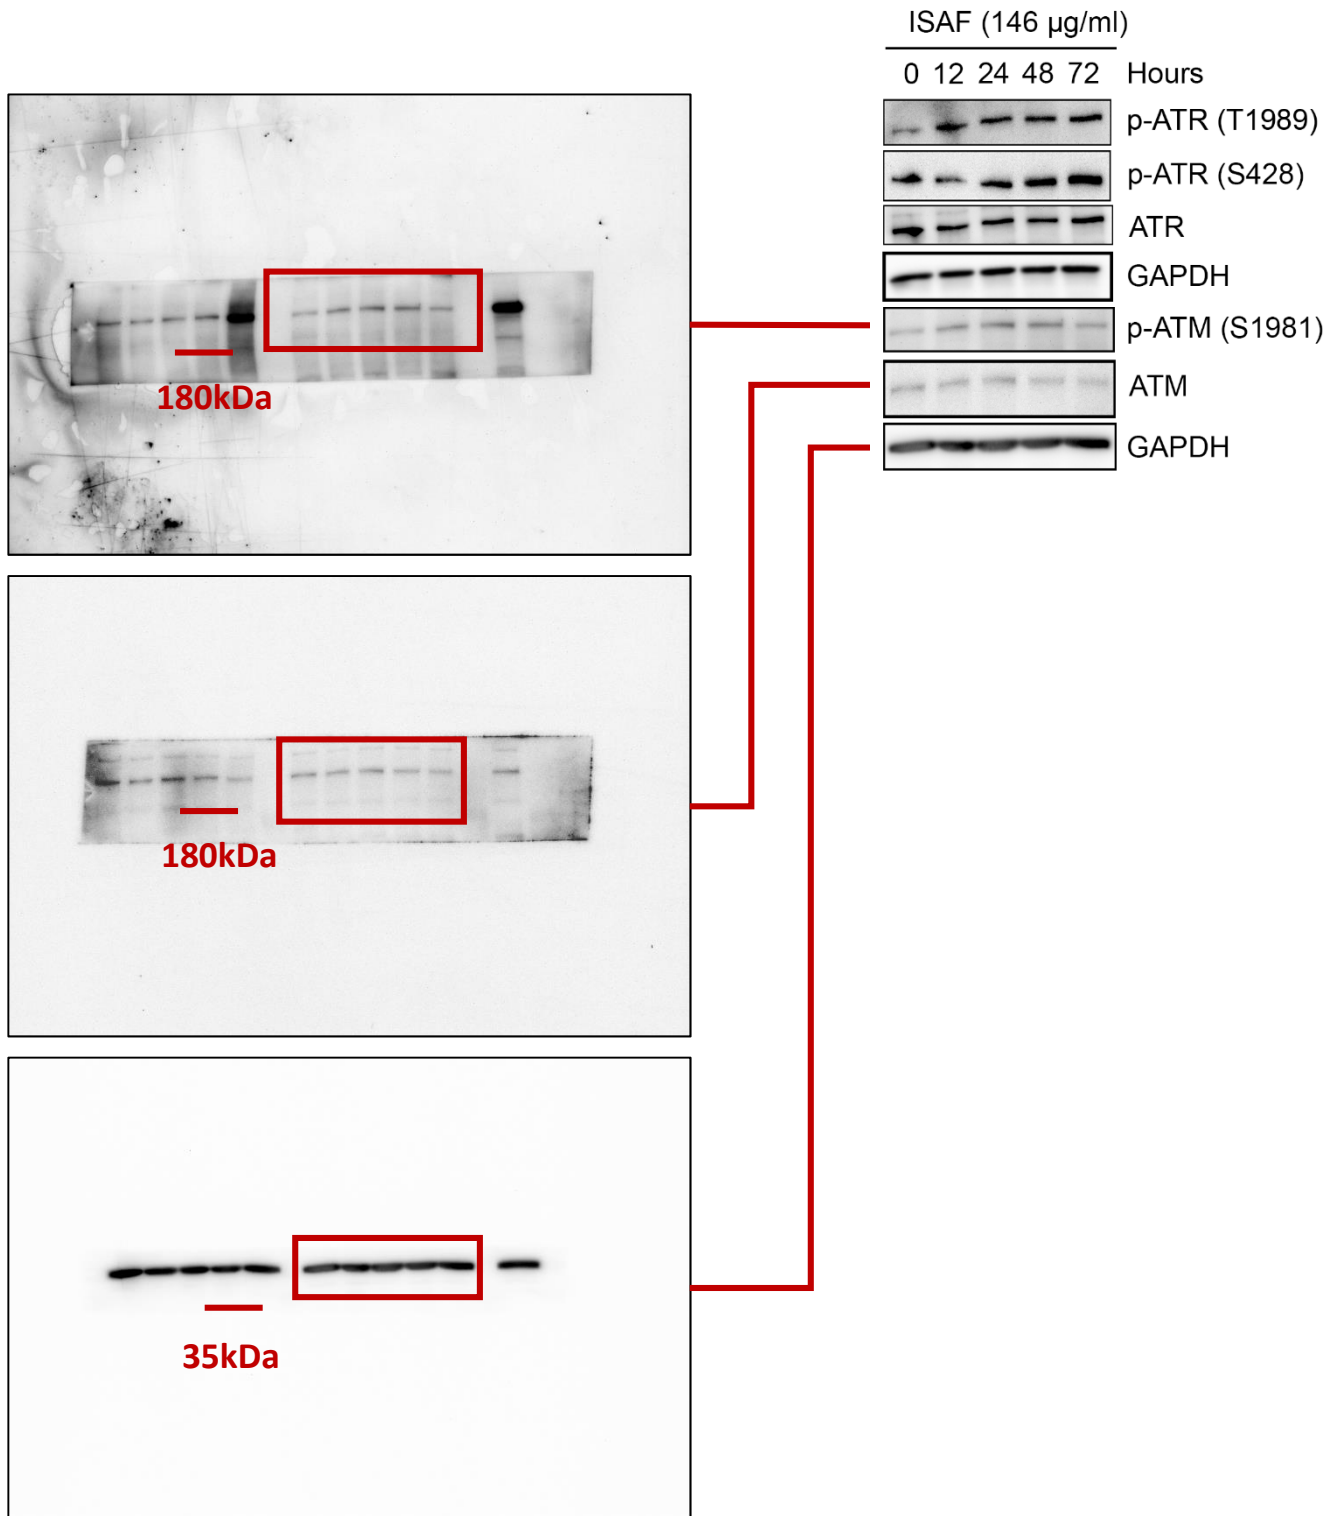 ISAF (146 µg/ml)
0 12 24 48 72 Hours
p-ATR (T1989)
p-ATR (S428)
ATR
GAPDH
p-ATM (S1981)
ATM
GAPDH
180kDa
180kDa
35kDa